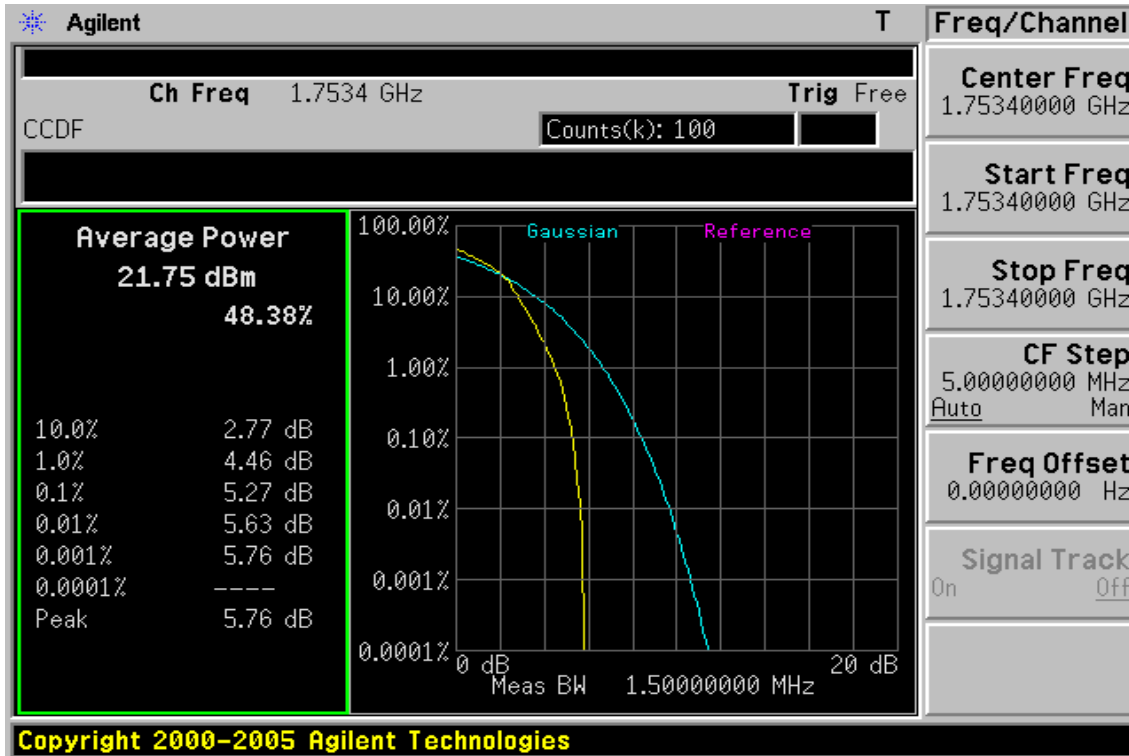 Agilent T
Ch Freq 1.7534 GHz Trig Free
CCDF Counts(k): 100
Average Power
21.75 dBm
48.38%
10.0% 2.77 dB
1.0% 4.46 dB
0.1% 5.27 dB
0.01% 5.63 dB
0.001% 5.76 dB
0.0001% ----
Peak 5.76 dB
Gaussian Reference
100.00%
10.00%
1.00%
0.10%
0.01%
0.001%
0.0001%
0 dB 20 dB
Meas BW 1.50000000 MHz
Freq/Channel
Center Freq
1.75340000 GHz
Start Freq
1.75340000 GHz
Stop Freq
1.75340000 GHz
CF Step
5.00000000 MHz
Auto Man
Freq Offset
0.00000000 Hz
Signal Track
On Off
Copyright 2000-2005 Agilent Technologies